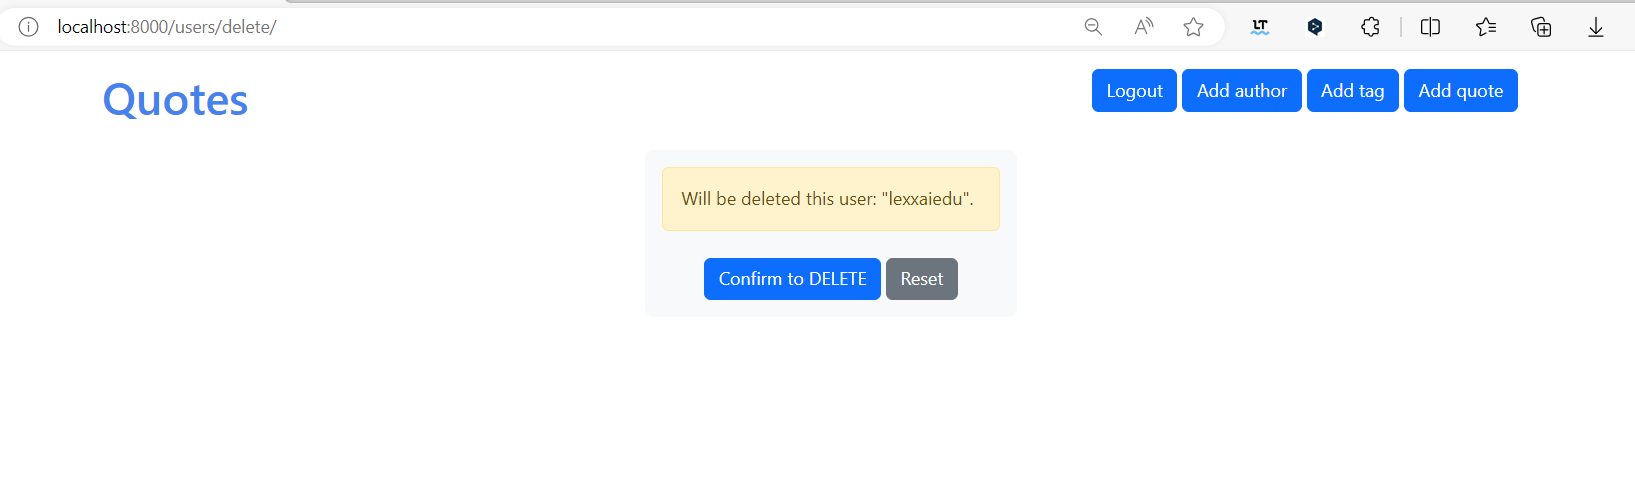 localhost:8000/users/delete/
A
LT
Quotes
Logout Add author Add tag Add quote
Will be deleted this user: "lexxaiedu".
Confirm to DELETE Reset